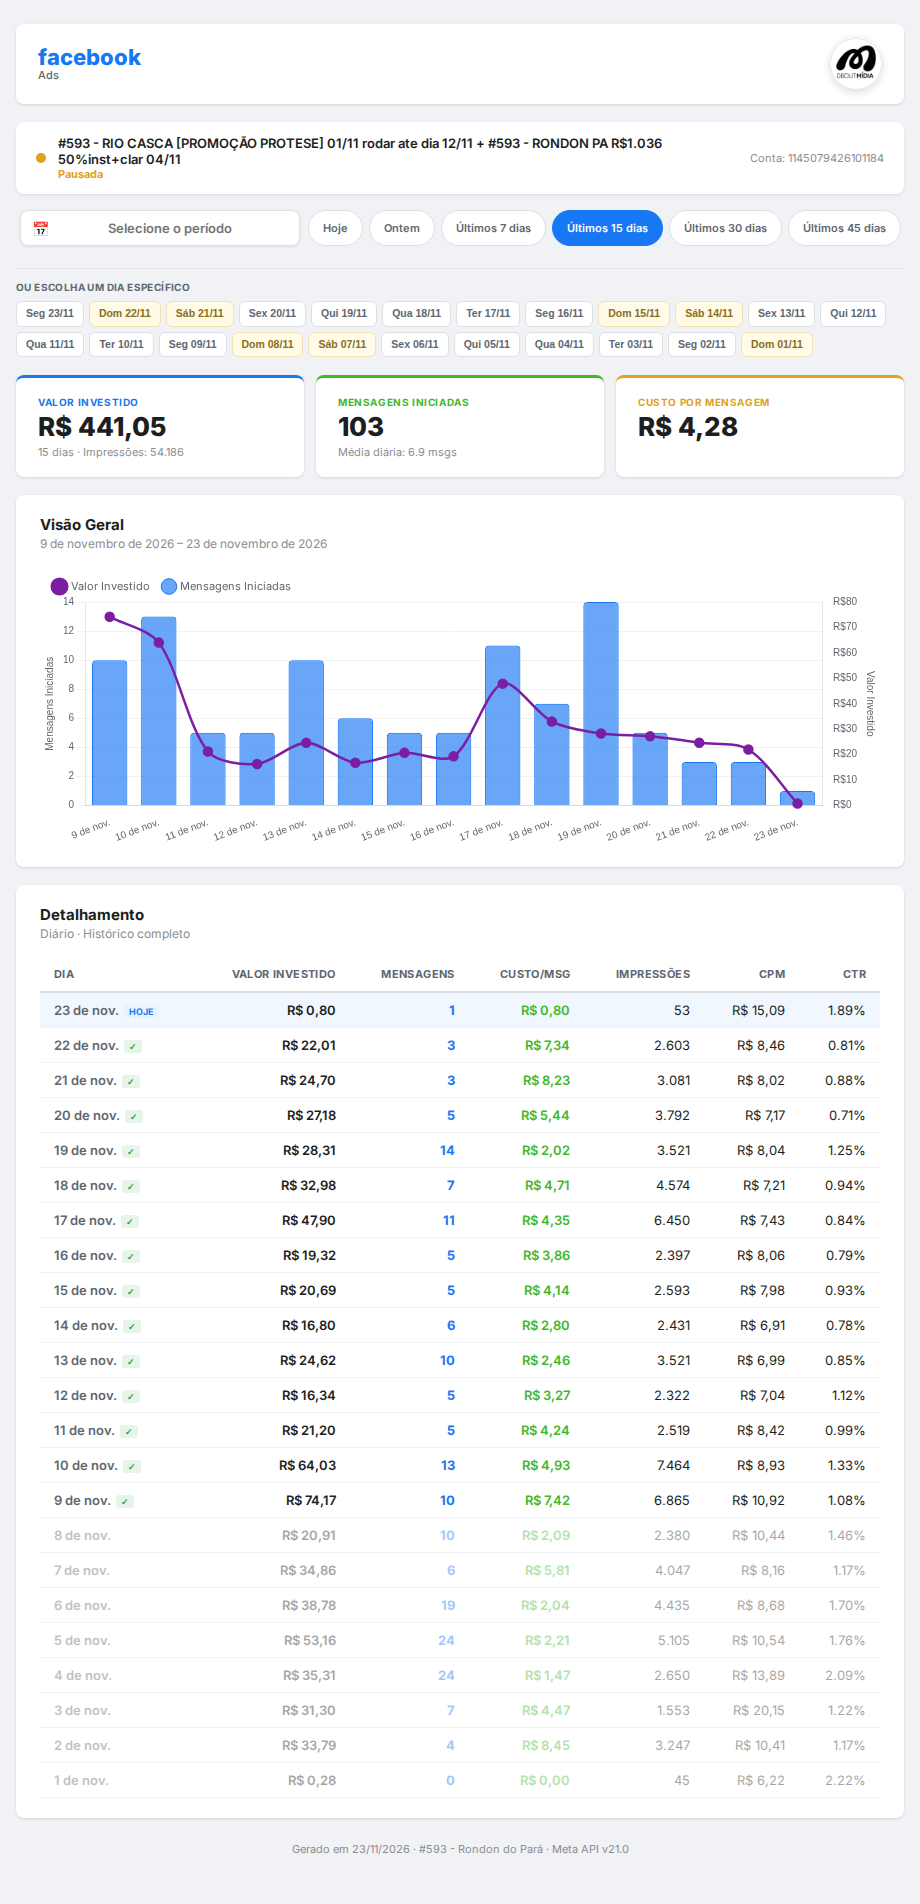 facebook
Ads
DBOUTMÍDIA
#593 - RIO CASCA [PROMOÇÃO PROTESE] 01/11 rodar ate dia 12/11 + #593 - RONDON PA R$1.036
50%inst+clar 04/11
Pausada
Conta: 1145079426101184
📅 Selecione o período Hoje Ontem Últimos 7 dias Últimos 15 dias Últimos 30 dias Últimos 45 dias
OU ESCOLHA UM DIA ESPECÍFICO
Seg 23/11 Dom 22/11 Sáb 21/11 Sex 20/11 Qui 19/11 Qua 18/11 Ter 17/11 Seg 16/11 Dom 15/11 Sáb 14/11 Sex 13/11 Qui 12/11
Qua 11/11 Ter 10/11 Seg 09/11 Dom 08/11 Sáb 07/11 Sex 06/11 Qui 05/11 Qua 04/11 Ter 03/11 Seg 02/11 Dom 01/11
VALOR INVESTIDO
R$ 441,05
15 dias · Impressões: 54.186
MENSAGENS INICIADAS
103
Média diária: 6.9 msgs
CUSTO POR MENSAGEM
R$ 4,28
Visão Geral
9 de novembro de 2026 – 23 de novembro de 2026
Valor Investido Mensagens Iniciadas
Mensagens Iniciadas
14
12
10
8
6
4
2
0
R$80
R$70
R$60
R$50
R$40
R$30
R$20
R$10
R$0
Valor Investido
9 de nov. 10 de nov. 11 de nov. 12 de nov. 13 de nov. 14 de nov. 15 de nov. 16 de nov. 17 de nov. 18 de nov. 19 de nov. 20 de nov. 21 de nov. 22 de nov. 23 de nov.
Detalhamento
Diário · Histórico completo
DIA VALOR INVESTIDO MENSAGENS CUSTO/MSG IMPRESSÕES CPM CTR
23 de nov. HOJE R$ 0,80 1 R$ 0,80 53 R$ 15,09 1.89%
22 de nov. ✓ R$ 22,01 3 R$ 7,34 2.603 R$ 8,46 0.81%
21 de nov. ✓ R$ 24,70 3 R$ 8,23 3.081 R$ 8,02 0.88%
20 de nov. ✓ R$ 27,18 5 R$ 5,44 3.792 R$ 7,17 0.71%
19 de nov. ✓ R$ 28,31 14 R$ 2,02 3.521 R$ 8,04 1.25%
18 de nov. ✓ R$ 32,98 7 R$ 4,71 4.574 R$ 7,21 0.94%
17 de nov. ✓ R$ 47,90 11 R$ 4,35 6.450 R$ 7,43 0.84%
16 de nov. ✓ R$ 19,32 5 R$ 3,86 2.397 R$ 8,06 0.79%
15 de nov. ✓ R$ 20,69 5 R$ 4,14 2.593 R$ 7,98 0.93%
14 de nov. ✓ R$ 16,80 6 R$ 2,80 2.431 R$ 6,91 0.78%
13 de nov. ✓ R$ 24,62 10 R$ 2,46 3.521 R$ 6,99 0.85%
12 de nov. ✓ R$ 16,34 5 R$ 3,27 2.322 R$ 7,04 1.12%
11 de nov. ✓ R$ 21,20 5 R$ 4,24 2.519 R$ 8,42 0.99%
10 de nov. ✓ R$ 64,03 13 R$ 4,93 7.464 R$ 8,93 1.33%
9 de nov. ✓ R$ 74,17 10 R$ 7,42 6.865 R$ 10,92 1.08%
8 de nov. R$ 20,91 10 R$ 2,09 2.380 R$ 10,44 1.46%
7 de nov. R$ 34,86 6 R$ 5,81 4.047 R$ 8,16 1.17%
6 de nov. R$ 38,78 19 R$ 2,04 4.435 R$ 8,68 1.70%
5 de nov. R$ 53,16 24 R$ 2,21 5.105 R$ 10,54 1.76%
4 de nov. R$ 35,31 24 R$ 1,47 2.650 R$ 13,89 2.09%
3 de nov. R$ 31,30 7 R$ 4,47 1.553 R$ 20,15 1.22%
2 de nov. R$ 33,79 4 R$ 8,45 3.247 R$ 10,41 1.17%
1 de nov. R$ 0,28 0 R$ 0,00 45 R$ 6,22 2.22%
Gerado em 23/11/2026 · #593 - Rondon do Pará · Meta API v21.0